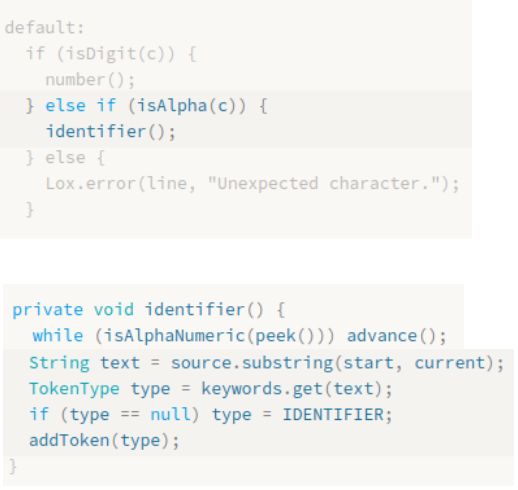 default:
  if (isDigit(c)) {
    number();
  } else if (isAlpha(c)) {
    identifier();
  } else {
    Lox.error(line, "Unexpected character.");
  }
private void identifier() {
  while (isAlphaNumeric(peek())) advance();
  String text = source.substring(start, current);
  TokenType type = keywords.get(text);
  if (type == null) type = IDENTIFIER;
  addToken(type);
}